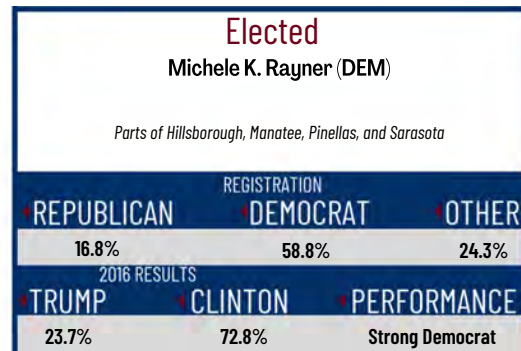 Elected
Michele K. Rayner (DEM)
Parts of Hillsborough, Manatee, Pinellas, and Sarasota
REGISTRATION
REPUBLICAN DEMOCRAT OTHER
16.8% 58.8% 24.3%
2016 RESULTS
TRUMP CLINTON PERFORMANCE
23.7% 72.8% Strong Democrat